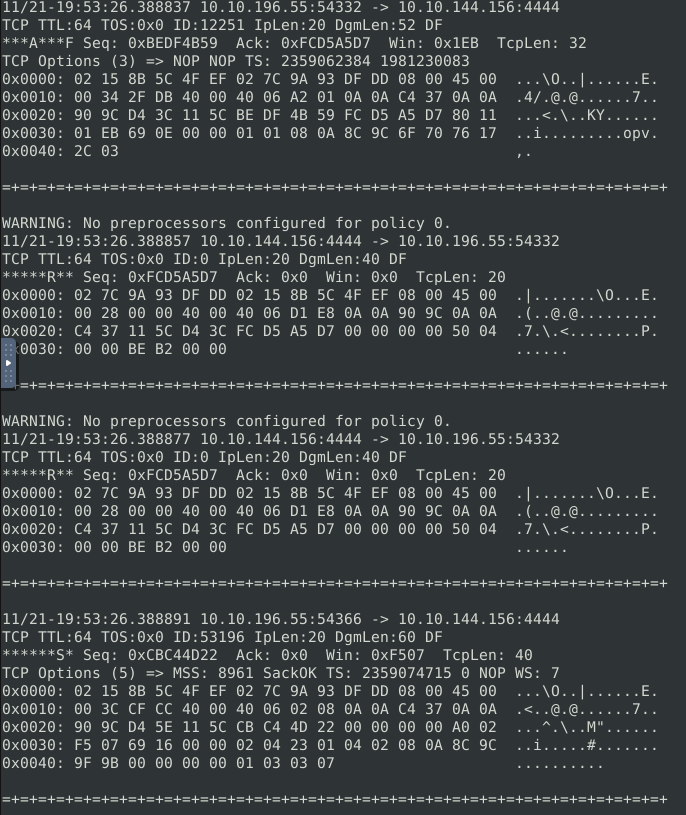 11/21-19:53:26.388837 10.10.196.55:54332 -> 10.10.144.156:4444
TCP TTL:64 TOS:0x0 ID:12251 IpLen:20 DgmLen:52 DF
***A***F Seq: 0xBEDF4B59  Ack: 0xFCD5A5D7  Win: 0x1EB  TcpLen: 32
TCP Options (3) => NOP NOP TS: 2359062384 1981230083
0x0000: 02 15 8B 5C 4F EF 02 7C 9A 93 DF DD 08 00 45 00  ...\O..|......E.
0x0010: 00 34 2F DB 40 00 40 06 A2 01 0A 0A C4 37 0A 0A  .4/.@.@......7..
0x0020: 90 9C D4 3C 11 5C BE DF 4B 59 FC D5 A5 D7 80 11  ...<.\..KY......
0x0030: 01 EB 69 0E 00 00 01 01 08 0A 8C 9C 6F 70 76 17  ..i.........opv.
0x0040: 2C 03                                            ,.
=+=+=+=+=+=+=+=+=+=+=+=+=+=+=+=+=+=+=+=+=+=+=+=+=+=+=+=+=+=+=+=+=+=+=+=+=+
WARNING: No preprocessors configured for policy 0.
11/21-19:53:26.388857 10.10.144.156:4444 -> 10.10.196.55:54332
TCP TTL:64 TOS:0x0 ID:0 IpLen:20 DgmLen:40 DF
*****R** Seq: 0xFCD5A5D7  Ack: 0x0  Win: 0x0  TcpLen: 20
0x0000: 02 7C 9A 93 DF DD 02 15 8B 5C 4F EF 08 00 45 00  .|.......\O...E.
0x0010: 00 28 00 00 40 00 40 06 D1 E8 0A 0A 90 9C 0A 0A  .(..@.@.........
0x0020: C4 37 11 5C D4 3C FC D5 A5 D7 00 00 00 00 50 04  .7.\.<........P.
x0030: 00 00 BE B2 00 00                                ......
=+=+=+=+=+=+=+=+=+=+=+=+=+=+=+=+=+=+=+=+=+=+=+=+=+=+=+=+=+=+=+=+=+=+=+=+
WARNING: No preprocessors configured for policy 0.
11/21-19:53:26.388877 10.10.144.156:4444 -> 10.10.196.55:54332
TCP TTL:64 TOS:0x0 ID:0 IpLen:20 DgmLen:40 DF
*****R** Seq: 0xFCD5A5D7  Ack: 0x0  Win: 0x0  TcpLen: 20
0x0000: 02 7C 9A 93 DF DD 02 15 8B 5C 4F EF 08 00 45 00  .|.......\O...E.
0x0010: 00 28 00 00 40 00 40 06 D1 E8 0A 0A 90 9C 0A 0A  .(..@.@.........
0x0020: C4 37 11 5C D4 3C FC D5 A5 D7 00 00 00 00 50 04  .7.\.<........P.
0x0030: 00 00 BE B2 00 00                                ......
=+=+=+=+=+=+=+=+=+=+=+=+=+=+=+=+=+=+=+=+=+=+=+=+=+=+=+=+=+=+=+=+=+=+=+=+=+
11/21-19:53:26.388891 10.10.196.55:54366 -> 10.10.144.156:4444
TCP TTL:64 TOS:0x0 ID:53196 IpLen:20 DgmLen:60 DF
******S* Seq: 0xCBC44D22  Ack: 0x0  Win: 0xF507  TcpLen: 40
TCP Options (5) => MSS: 8961 SackOK TS: 2359074715 0 NOP WS: 7
0x0000: 02 15 8B 5C 4F EF 02 7C 9A 93 DF DD 08 00 45 00  ...\O..|......E.
0x0010: 00 3C CF CC 40 00 40 06 02 08 0A 0A C4 37 0A 0A  .<..@.@......7..
0x0020: 90 9C D4 5E 11 5C CB C4 4D 22 00 00 00 00 A0 02  ...^.\..M"......
0x0030: F5 07 69 16 00 00 02 04 23 01 04 02 08 0A 8C 9C  ..i.....#.......
0x0040: 9F 9B 00 00 00 00 01 03 03 07                    ..........
=+=+=+=+=+=+=+=+=+=+=+=+=+=+=+=+=+=+=+=+=+=+=+=+=+=+=+=+=+=+=+=+=+=+=+=+=+